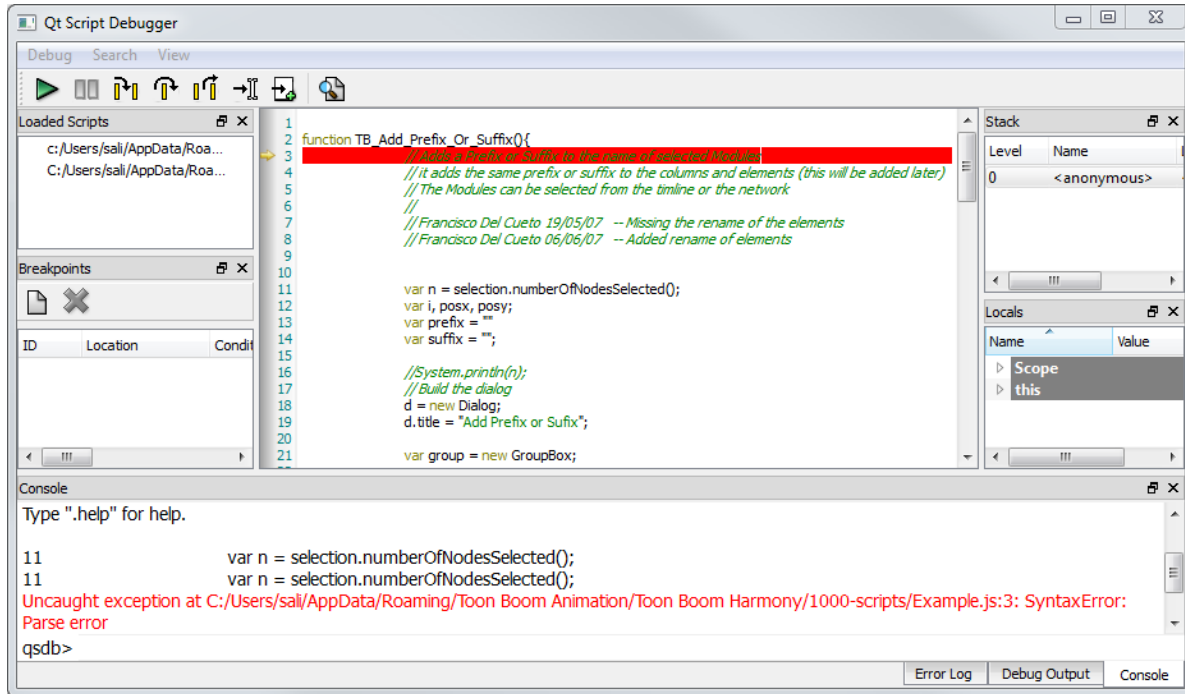 Qt Script Debugger
Debug Search View
Loaded Scripts
c:/Users/sali/AppData/Roa...
C:/Users/sali/AppData/Roa...
Breakpoints
ID Location Condit
1
2 function TB_Add_Prefix_Or_Suffix(){
3 // Adds a Prefix or Suffix to the name of selected Modules
4 // it adds the same prefix or suffix to the columns and elements (this will be added later)
5 // The Modules can be selected from the timline or the network
6 //
7 // Francisco Del Cueto 19/05/07 -- Missing the rename of the elements
8 // Francisco Del Cueto 06/06/07 -- Added rename of elements
9
10
11 var n = selection.numberOfNodesSelected();
12 var i, posx, posy;
13 var prefix = ""
14 var suffix = "";
15
16 //System.println(n);
17 // Build the dialog
18 d = new Dialog;
19 d.title = "Add Prefix or Sufix";
20
21 var group = new GroupBox;
Stack
Level Name
0 <anonymous>
Locals
Name Value
Scope
this
Console
Type ".help" for help.
11 var n = selection.numberOfNodesSelected();
11 var n = selection.numberOfNodesSelected();
Uncaught exception at C:/Users/sali/AppData/Roaming/Toon Boom Animation/Toon Boom Harmony/1000-scripts/Example.js:3: SyntaxError:
Parse error
qsdb>
Error Log Debug Output Console